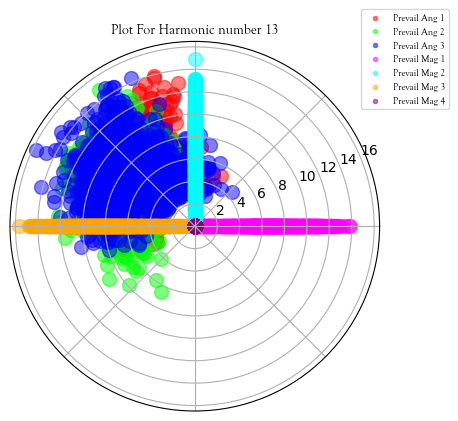 Plot For Harmonic number 13
Prevail Ang 1
Prevail Ang 2
Prevail Ang 3
Prevail Mag 1
Prevail Mag 2
Prevail Mag 3
Prevail Mag 4
16
14
12
10
8
6
4
2